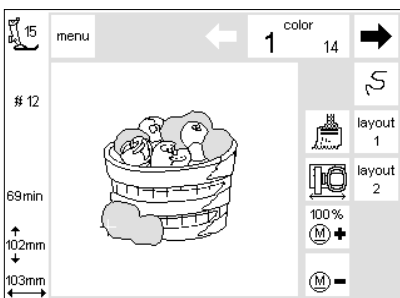 15
menu
color
1
14
# 12
layout
1
layout
2
69min
100%
M +
102mm
M -
103mm